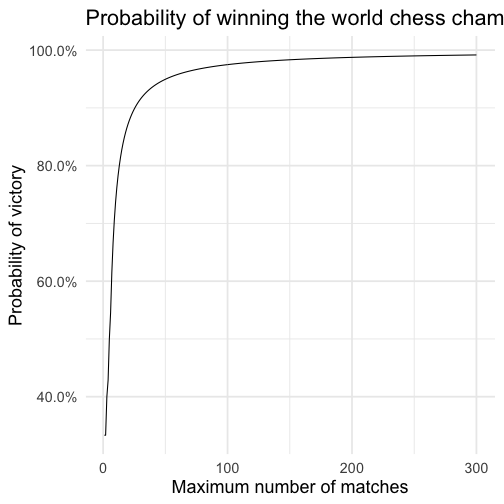 Probability of winning the world chess cham
100.0%
80.0%
60.0%
40.0%
Probability of victory
0 100 200 300
Maximum number of matches